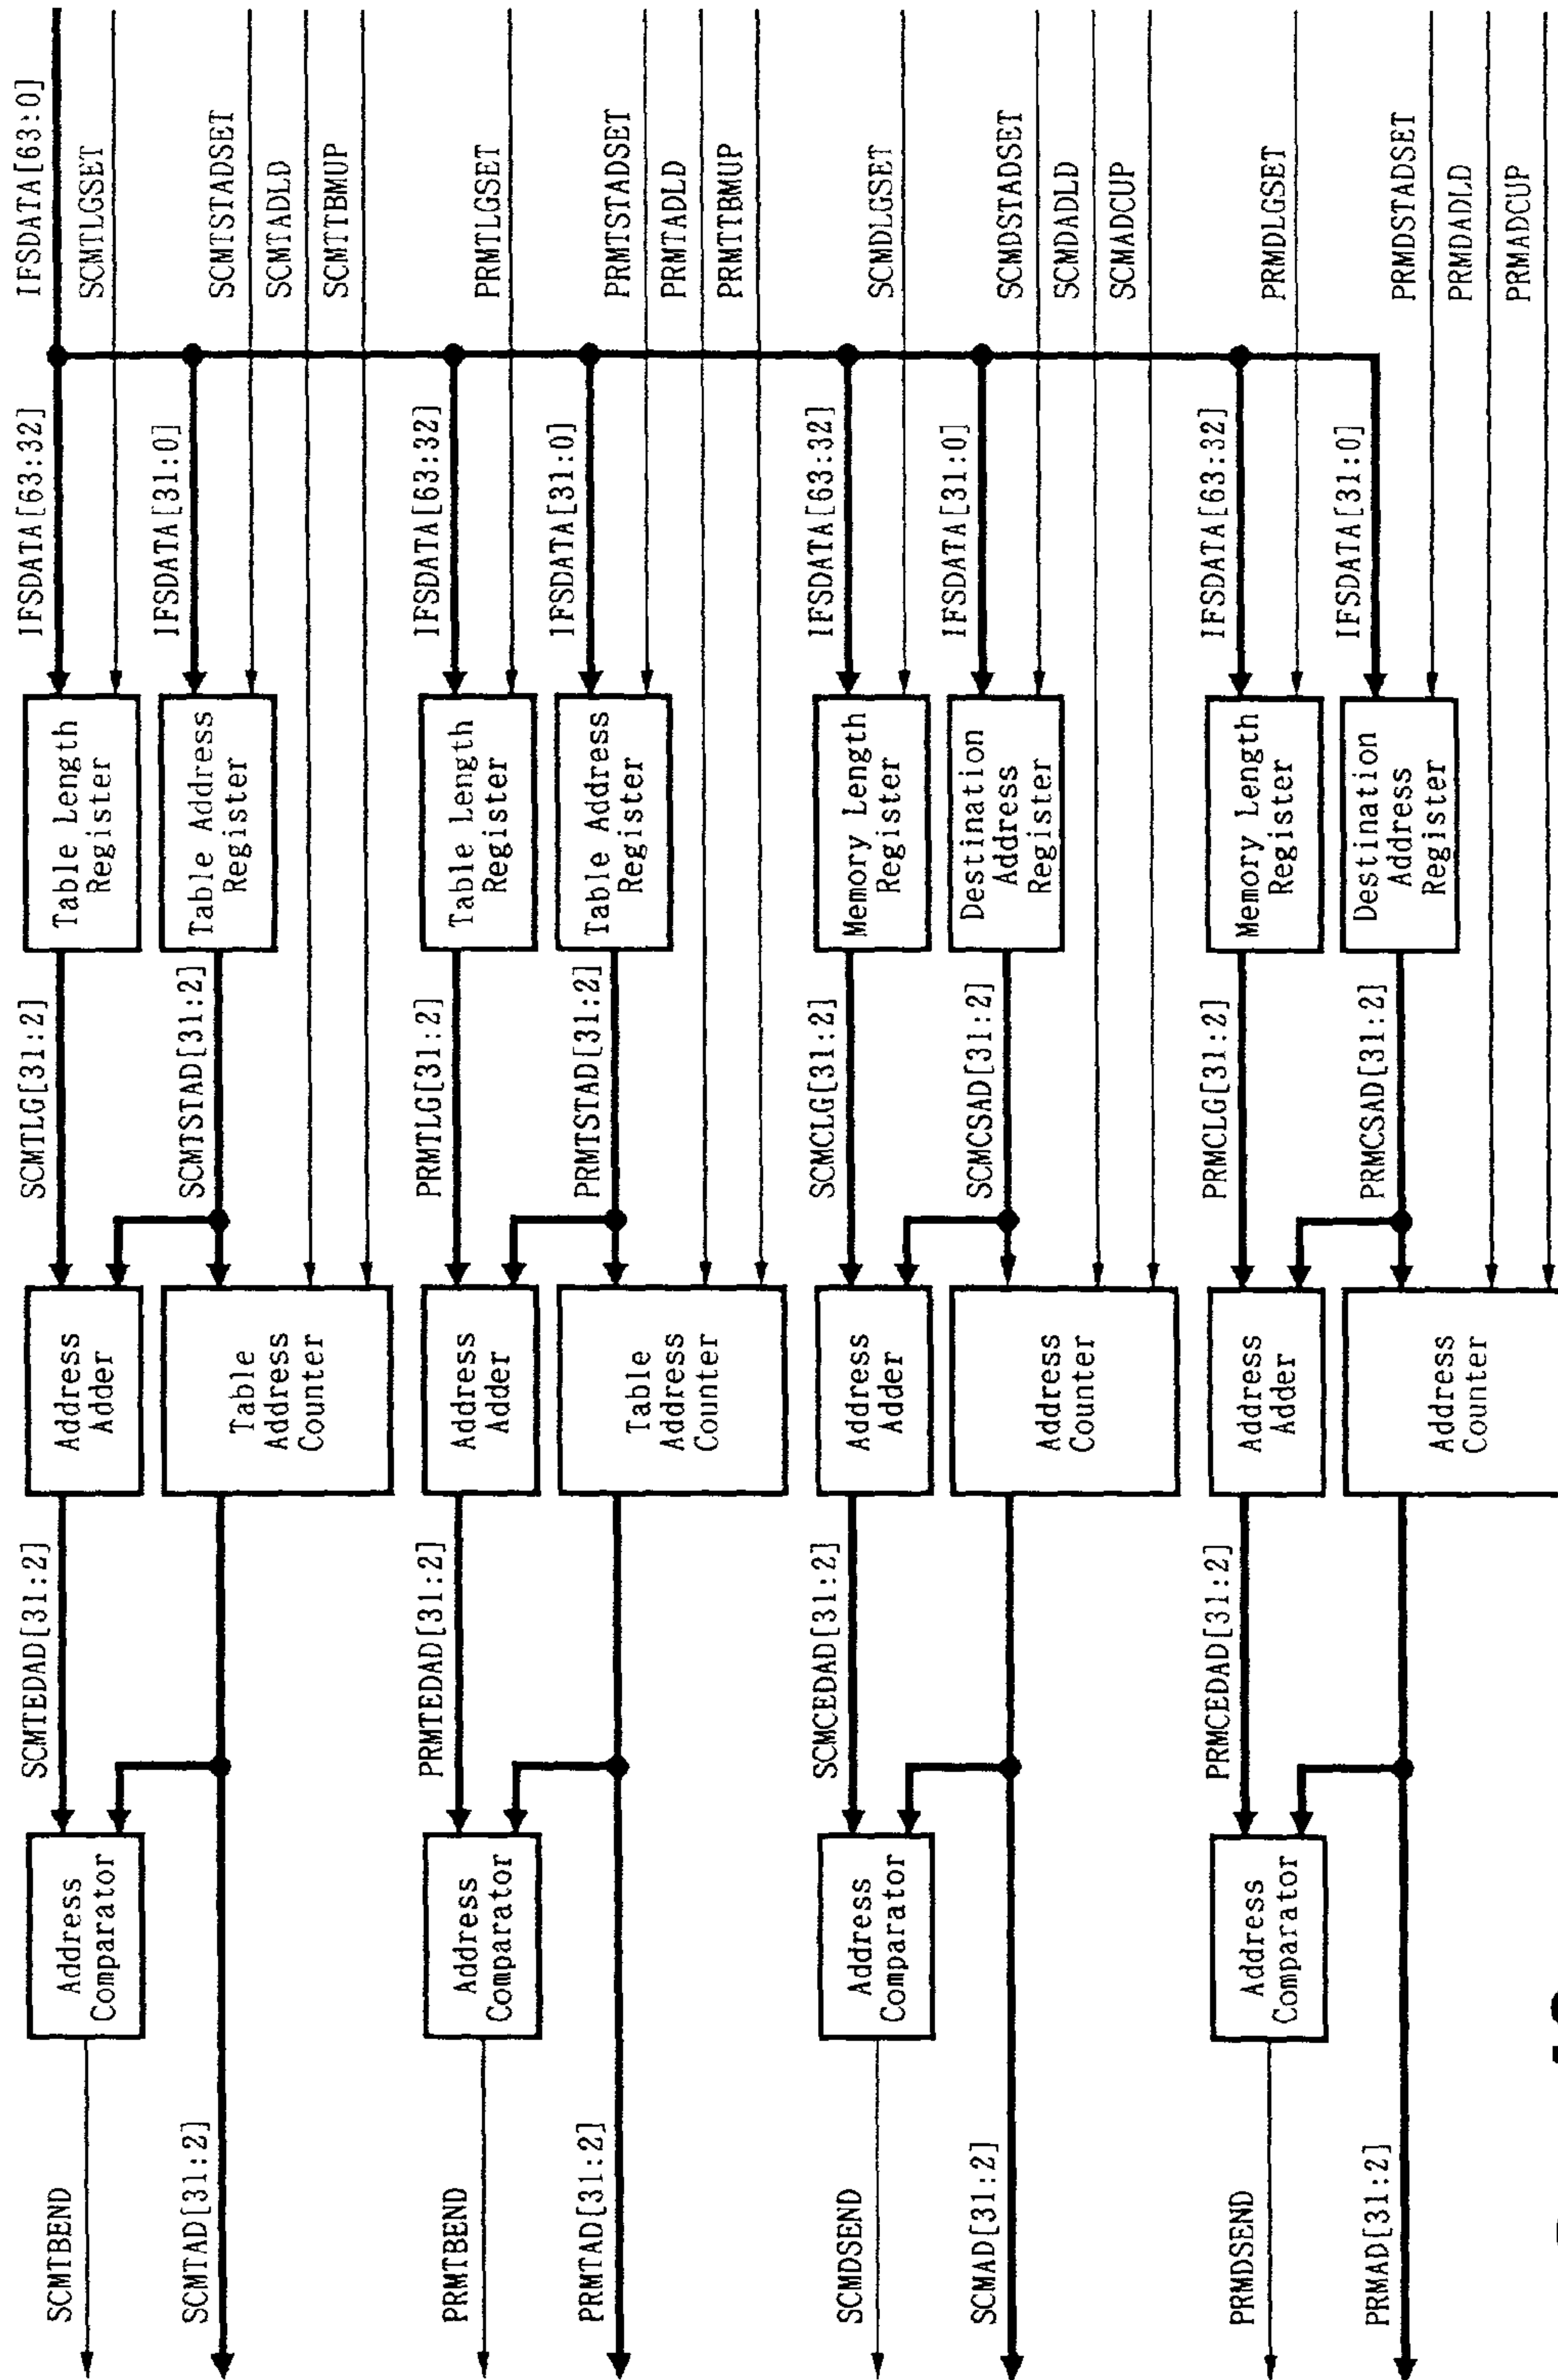 IFSDATA[63:0]
SCMTLGSET
SCMTSTADSET
SCMTADLD
SCMTTBMUP
PRMTLGSET
PRMTSTADSET
PRMTADLD
PRMTTBMUP
SCMDLGSET
SCMDSTADSET
SCMDADLD
SCMADCUP
PRMDLGSET
PRMDSTADSET
PRMDADLD
PRMADCUP
IFSDATA[63:32]
IFSDATA[31:0]
IFSDATA[63:32]
IFSDATA[31:0]
IFSDATA[63:32]
IFSDATA[31:0]
IFSDATA[63:32]
IFSDATA[31:0]
Table Length
Register
Table Address
Register
Table Length
Register
Table Address
Register
Memory Length
Register
Destination
Address
Register
Memory Length
Register
Destination
Address
Register
SCMTLG[31:2]
SCMTSTAD[31:2]
PRMTLG[31:2]
PRMTSTAD[31:2]
SCMCLG[31:2]
SCMCSAD[31:2]
PRMCLG[31:2]
PRMCSAD[31:2]
Address
Adder
Table
Address
Counter
Address
Adder
Table
Address
Counter
Address
Adder
Address
Counter
Address
Adder
Address
Counter
SCMTEDAD[31:2]
PRMTEDAD[31:2]
SCMCEDAD[31:2]
PRMCEDAD[31:2]
Address
Comparator
Address
Comparator
Address
Comparator
Address
Comparator
SCMTBEND
SCMTAD[31:2]
PRMTBEND
PRMTAD[31:2]
SCMDSEND
SCMAD[31:2]
PRMDSEND
PRMAD[31:2]